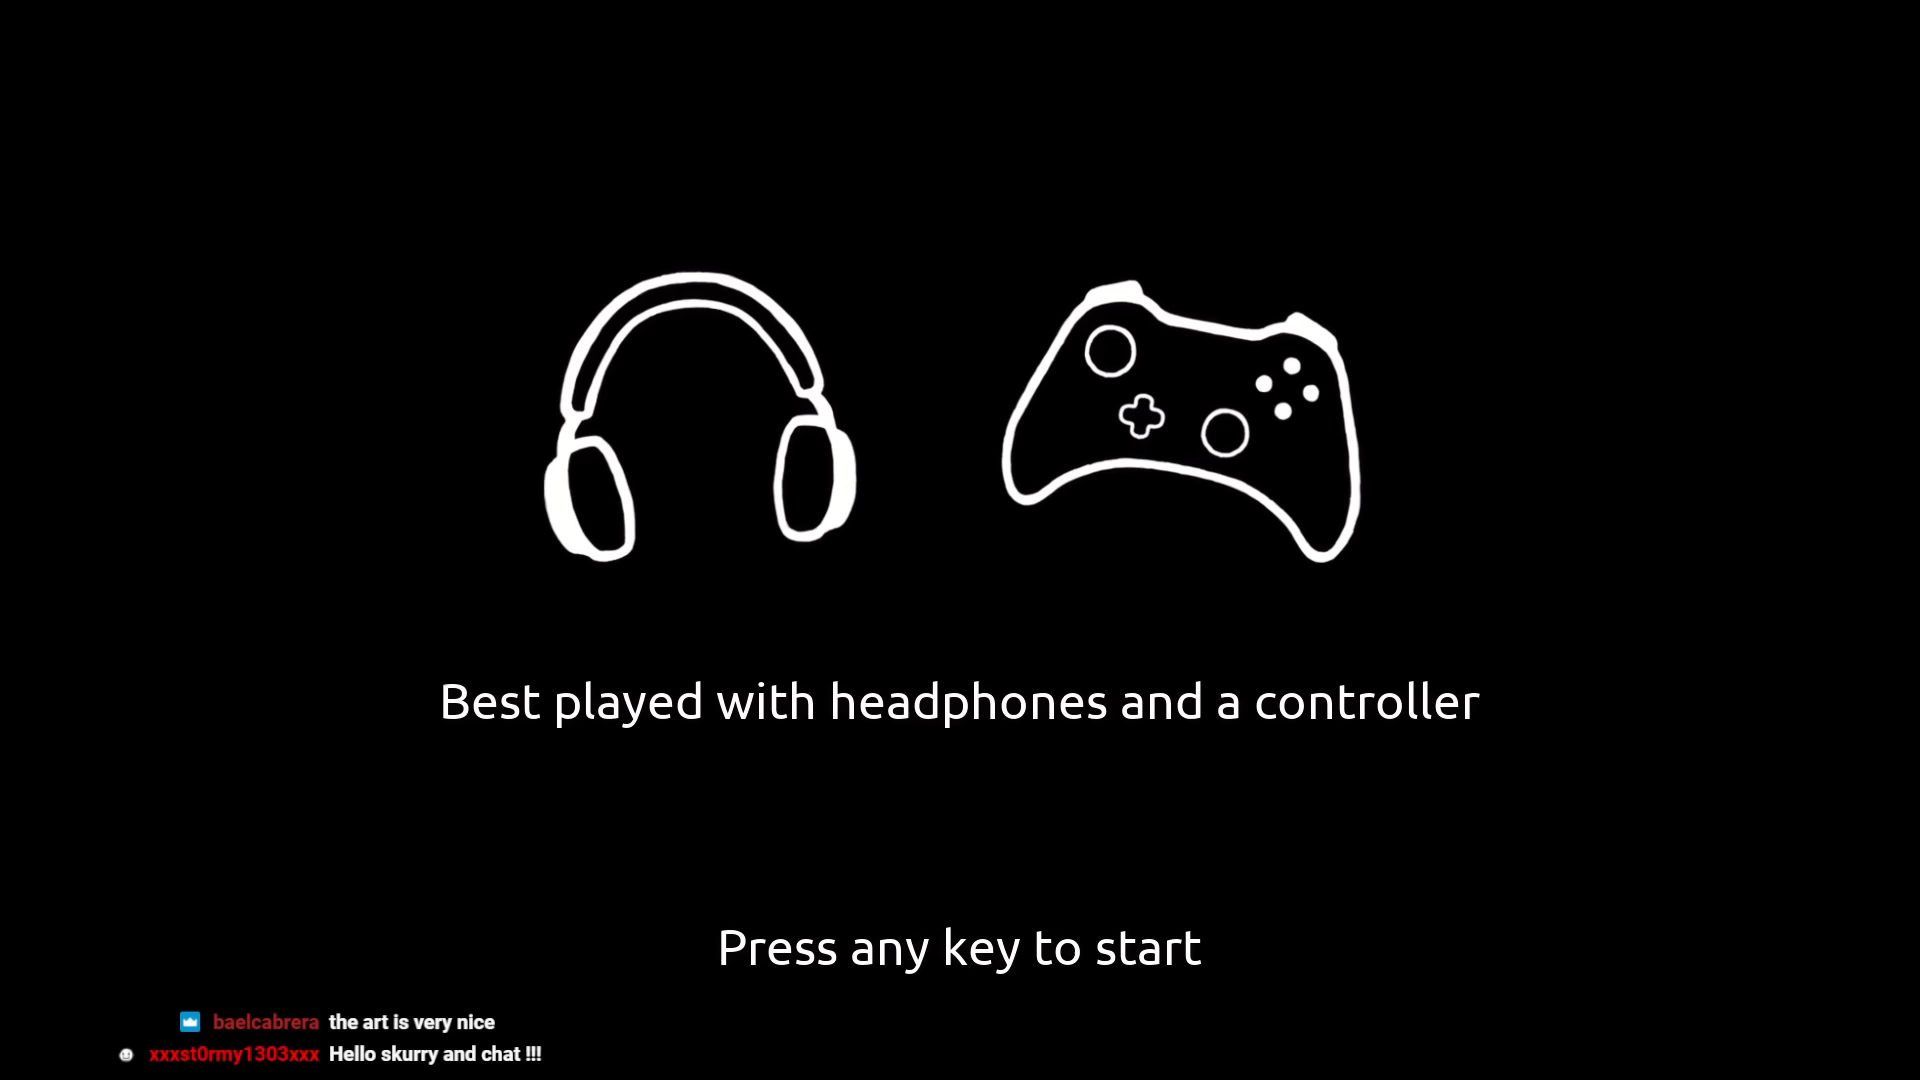 Best played with headphones and a controller
Press any key to start
baelcabrera the art is very nice
xxxst0rmy1303xxx Hello skurry and chat !!!